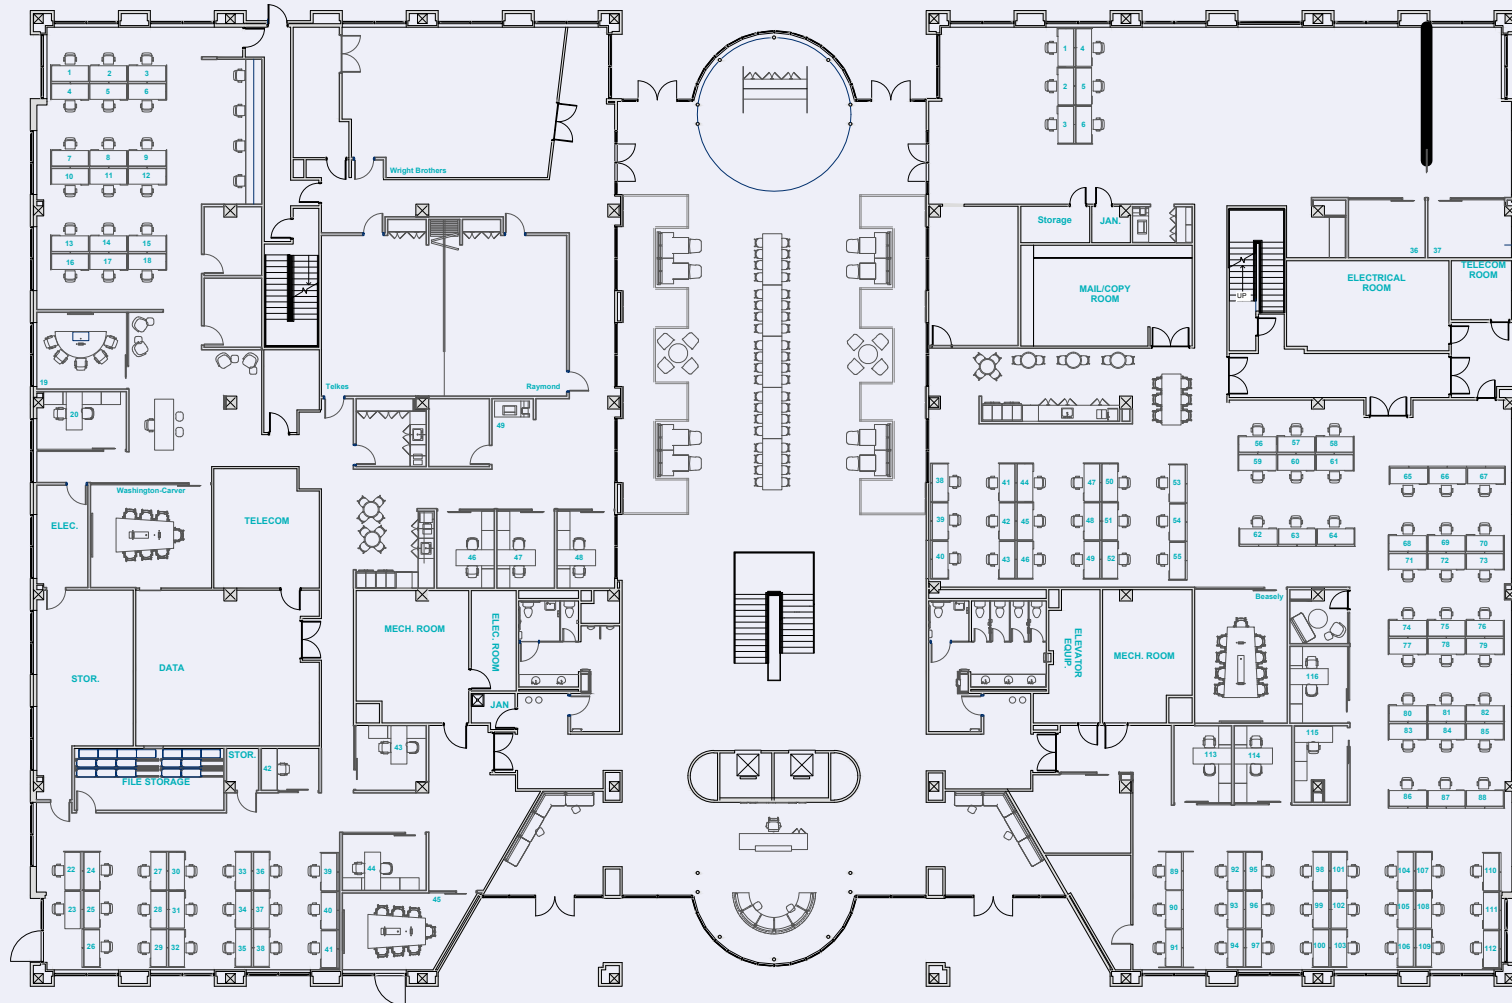 1 2 3
4 5 6
7 8 9
10 11 12
13 14 15
16 17 18
19
20
Wright Brothers
Telkes
Raymond
49
Washington-Carver
ELEC.
TELECOM
46 47 48
STOR.
DATA
MECH. ROOM
ELEC. ROOM
JAN
43
STOR.
42
FILE STORAGE
44
45
22 24 27 30 33 36 39
23 25 28 31 34 37 40
26 29 32 35 38 41
1 4
2 5
3 6
Storage
JAN.
MAIL/COPY
ROOM
UP
36 37
ELECTRICAL
ROOM
TELECOM
ROOM
38 41 44 47 50 53
39 42 45 48 51 54
40 43 46 49 52 55
56 57 58
59 60 61
62 63 64
65 66 67
68 69 70
71 72 73
74 75 76
77 78 79
80 81 82
83 84 85
86 87 88
ELEVATOR
EQUIP.
MECH. ROOM
Beasely
116
113 114
115
89 92 95 98 101 104 107 110
90 93 96 99 102 105 108 111
91 94 97 100 103 106 109 112